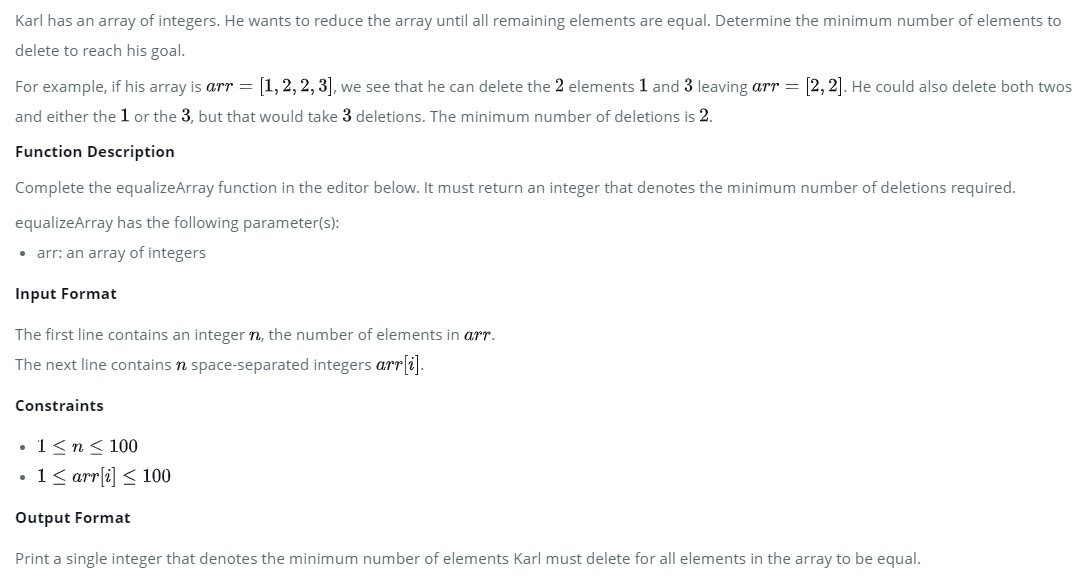 Karl has an array of integers. He wants to reduce the array until all remaining elements are equal. Determine the minimum number of elements to
delete to reach his goal.
For example, if his array is arr = [1, 2, 2, 3], we see that he can delete the 2 elements 1 and 3 leaving arr = [2, 2]. He could also delete both twos
and either the 1 or the 3, but that would take 3 deletions. The minimum number of deletions is 2.
Function Description
Complete the equalizeArray function in the editor below. It must return an integer that denotes the minimum number of deletions required.
equalizeArray has the following parameter(s):
• arr: an array of integers
Input Format
The first line contains an integer n, the number of elements in arr.
The next line contains n space-separated integers arr[i].
Constraints
• 1 ≤ n ≤ 100
• 1 ≤ arr[i] ≤ 100
Output Format
Print a single integer that denotes the minimum number of elements Karl must delete for all elements in the array to be equal.